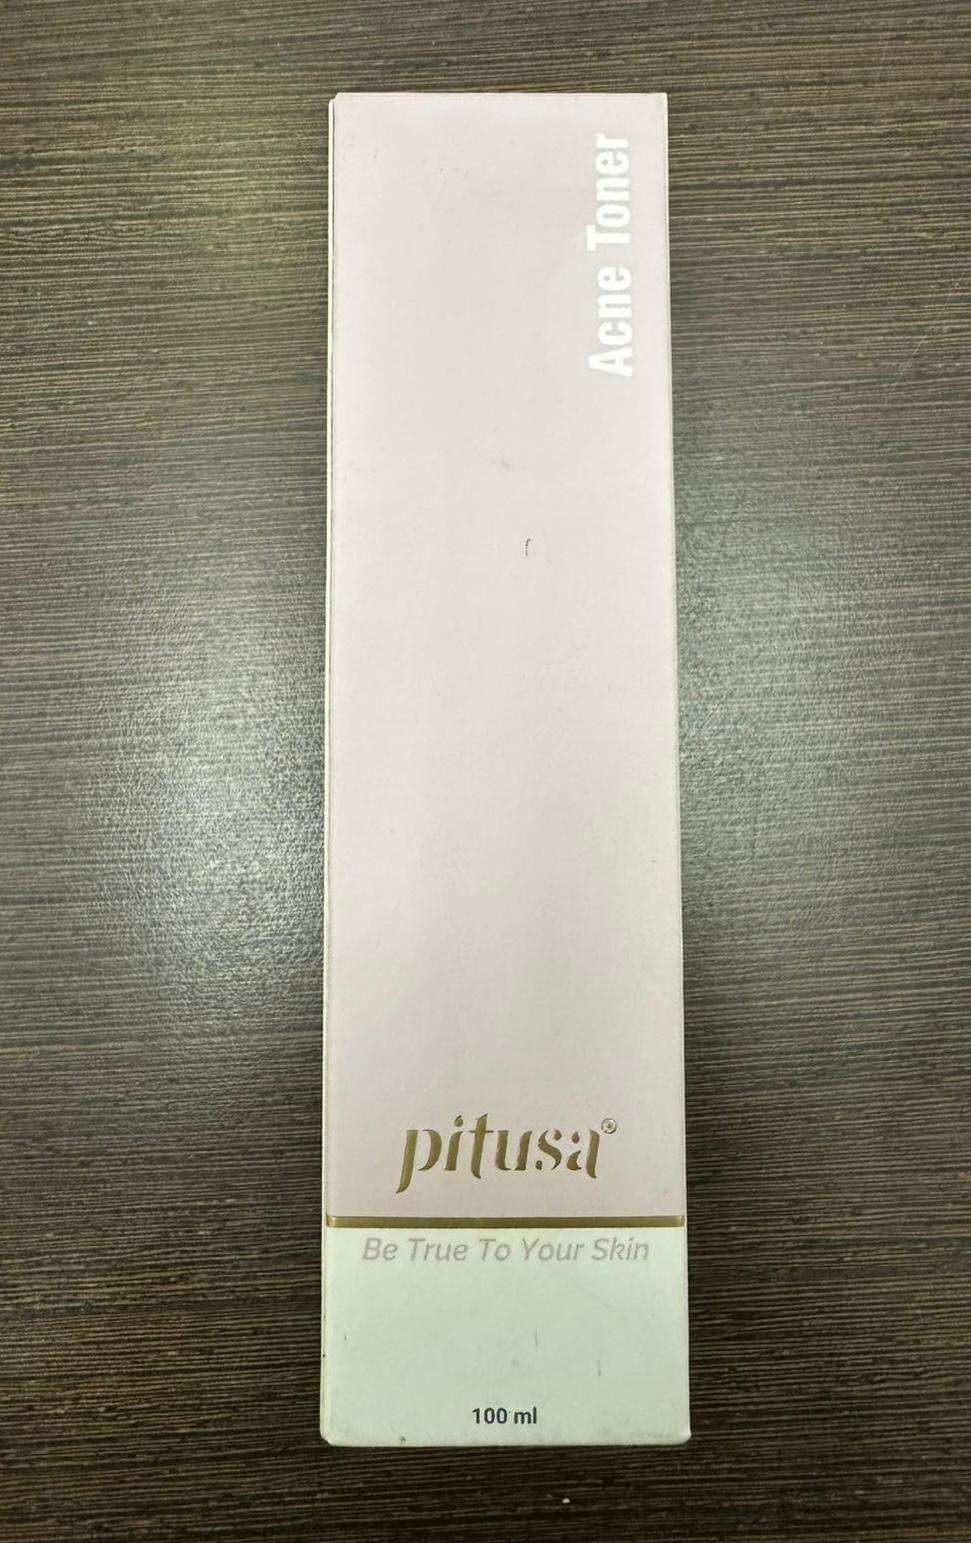 Acne Toner
pitusa®
Be True To Your Skin
100 ml